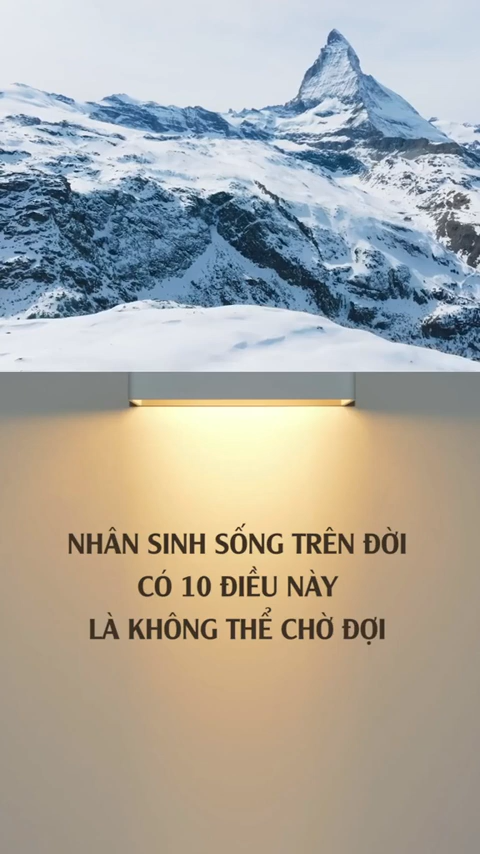 NHÂN SINH SỐNG TRÊN ĐỜI
CÓ 10 ĐIỀU NÀY
LÀ KHÔNG THỂ CHỜ ĐỢI